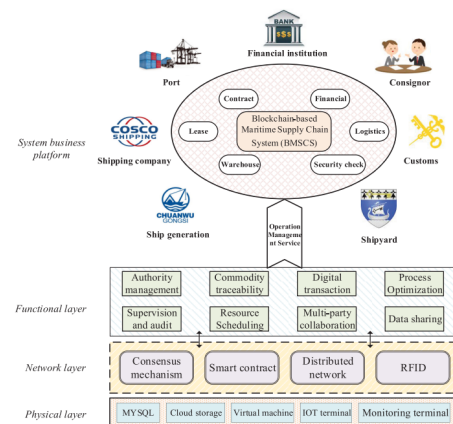 BANK
$$$
Financial institution
Port
Consignor
Contract
Financial
Blockchain-based
Maritime Supply Chain
System (BMSCS)
Lease
Logistics
Warehouse
Security check
COSCO
SHIPPING
Shipping company
System business
platform
Customs
CHUANWU
GONGSI
Ship generation
Operation
Manageme
nt Service
Shipyard
Functional layer
Authority
management
Commodity
traceability
Digital
transaction
Process
Optimization
Supervision
and audit
Resource
Scheduling
Multi-party
collaboration
Data sharing
Network layer
Consensus
mechanism
Smart contract
Distributed
network
RFID
Physical layer
MYSQL
Cloud storage
Virtual machine
IOT terminal
Monitoring terminal